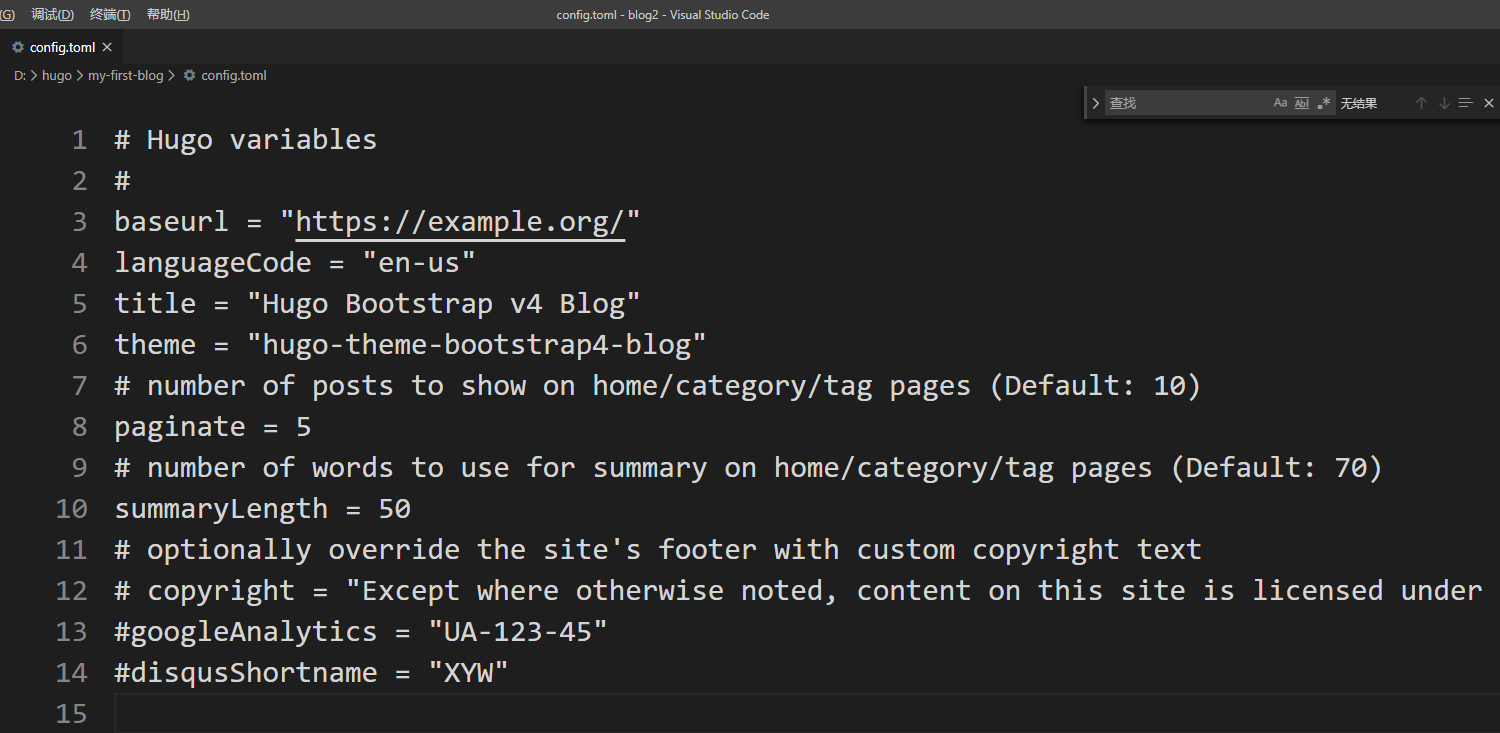 (G) 调试(D) 终端(T) 帮助(H) config.toml - blog2 - Visual Studio Code
config.toml
D: hugo my-first-blog config.toml
查找 Aa Abl .* 无结果
1 # Hugo variables
2 #
3 baseurl = "https://example.org/"
4 languageCode = "en-us"
5 title = "Hugo Bootstrap v4 Blog"
6 theme = "hugo-theme-bootstrap4-blog"
7 # number of posts to show on home/category/tag pages (Default: 10)
8 paginate = 5
9 # number of words to use for summary on home/category/tag pages (Default: 70)
10 summaryLength = 50
11 # optionally override the site's footer with custom copyright text
12 # copyright = "Except where otherwise noted, content on this site is licensed under
13 #googleAnalytics = "UA-123-45"
14 #disqusShortname = "XYW"
15